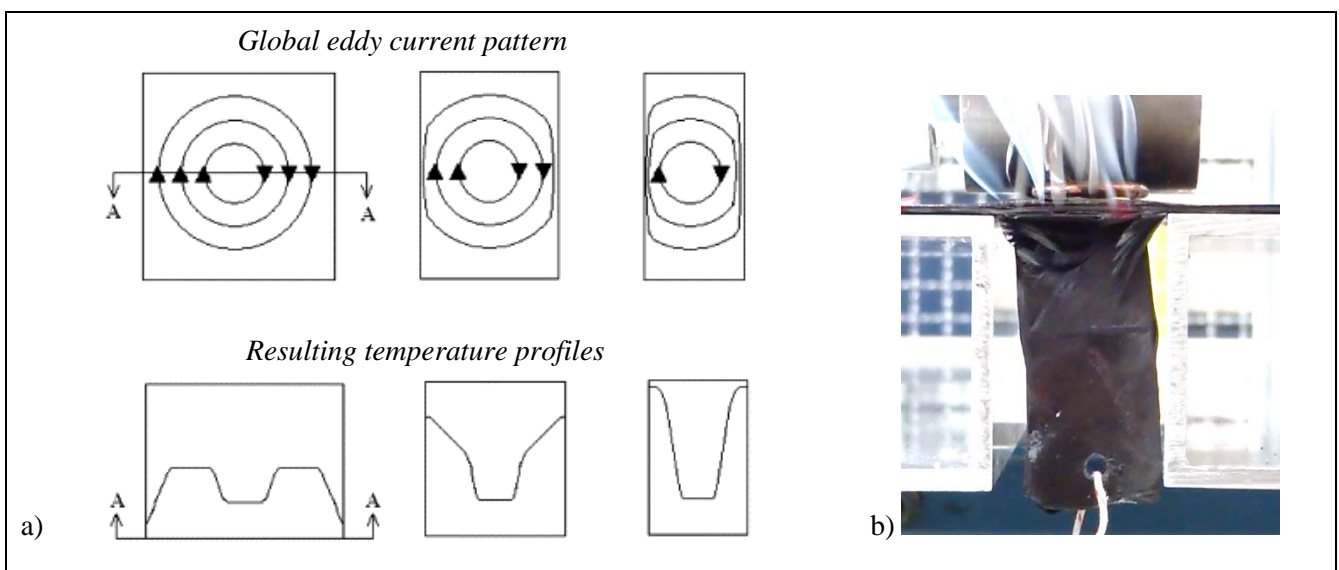 Global eddy current pattern
A A
Resulting temperature profiles
A A
a) b)